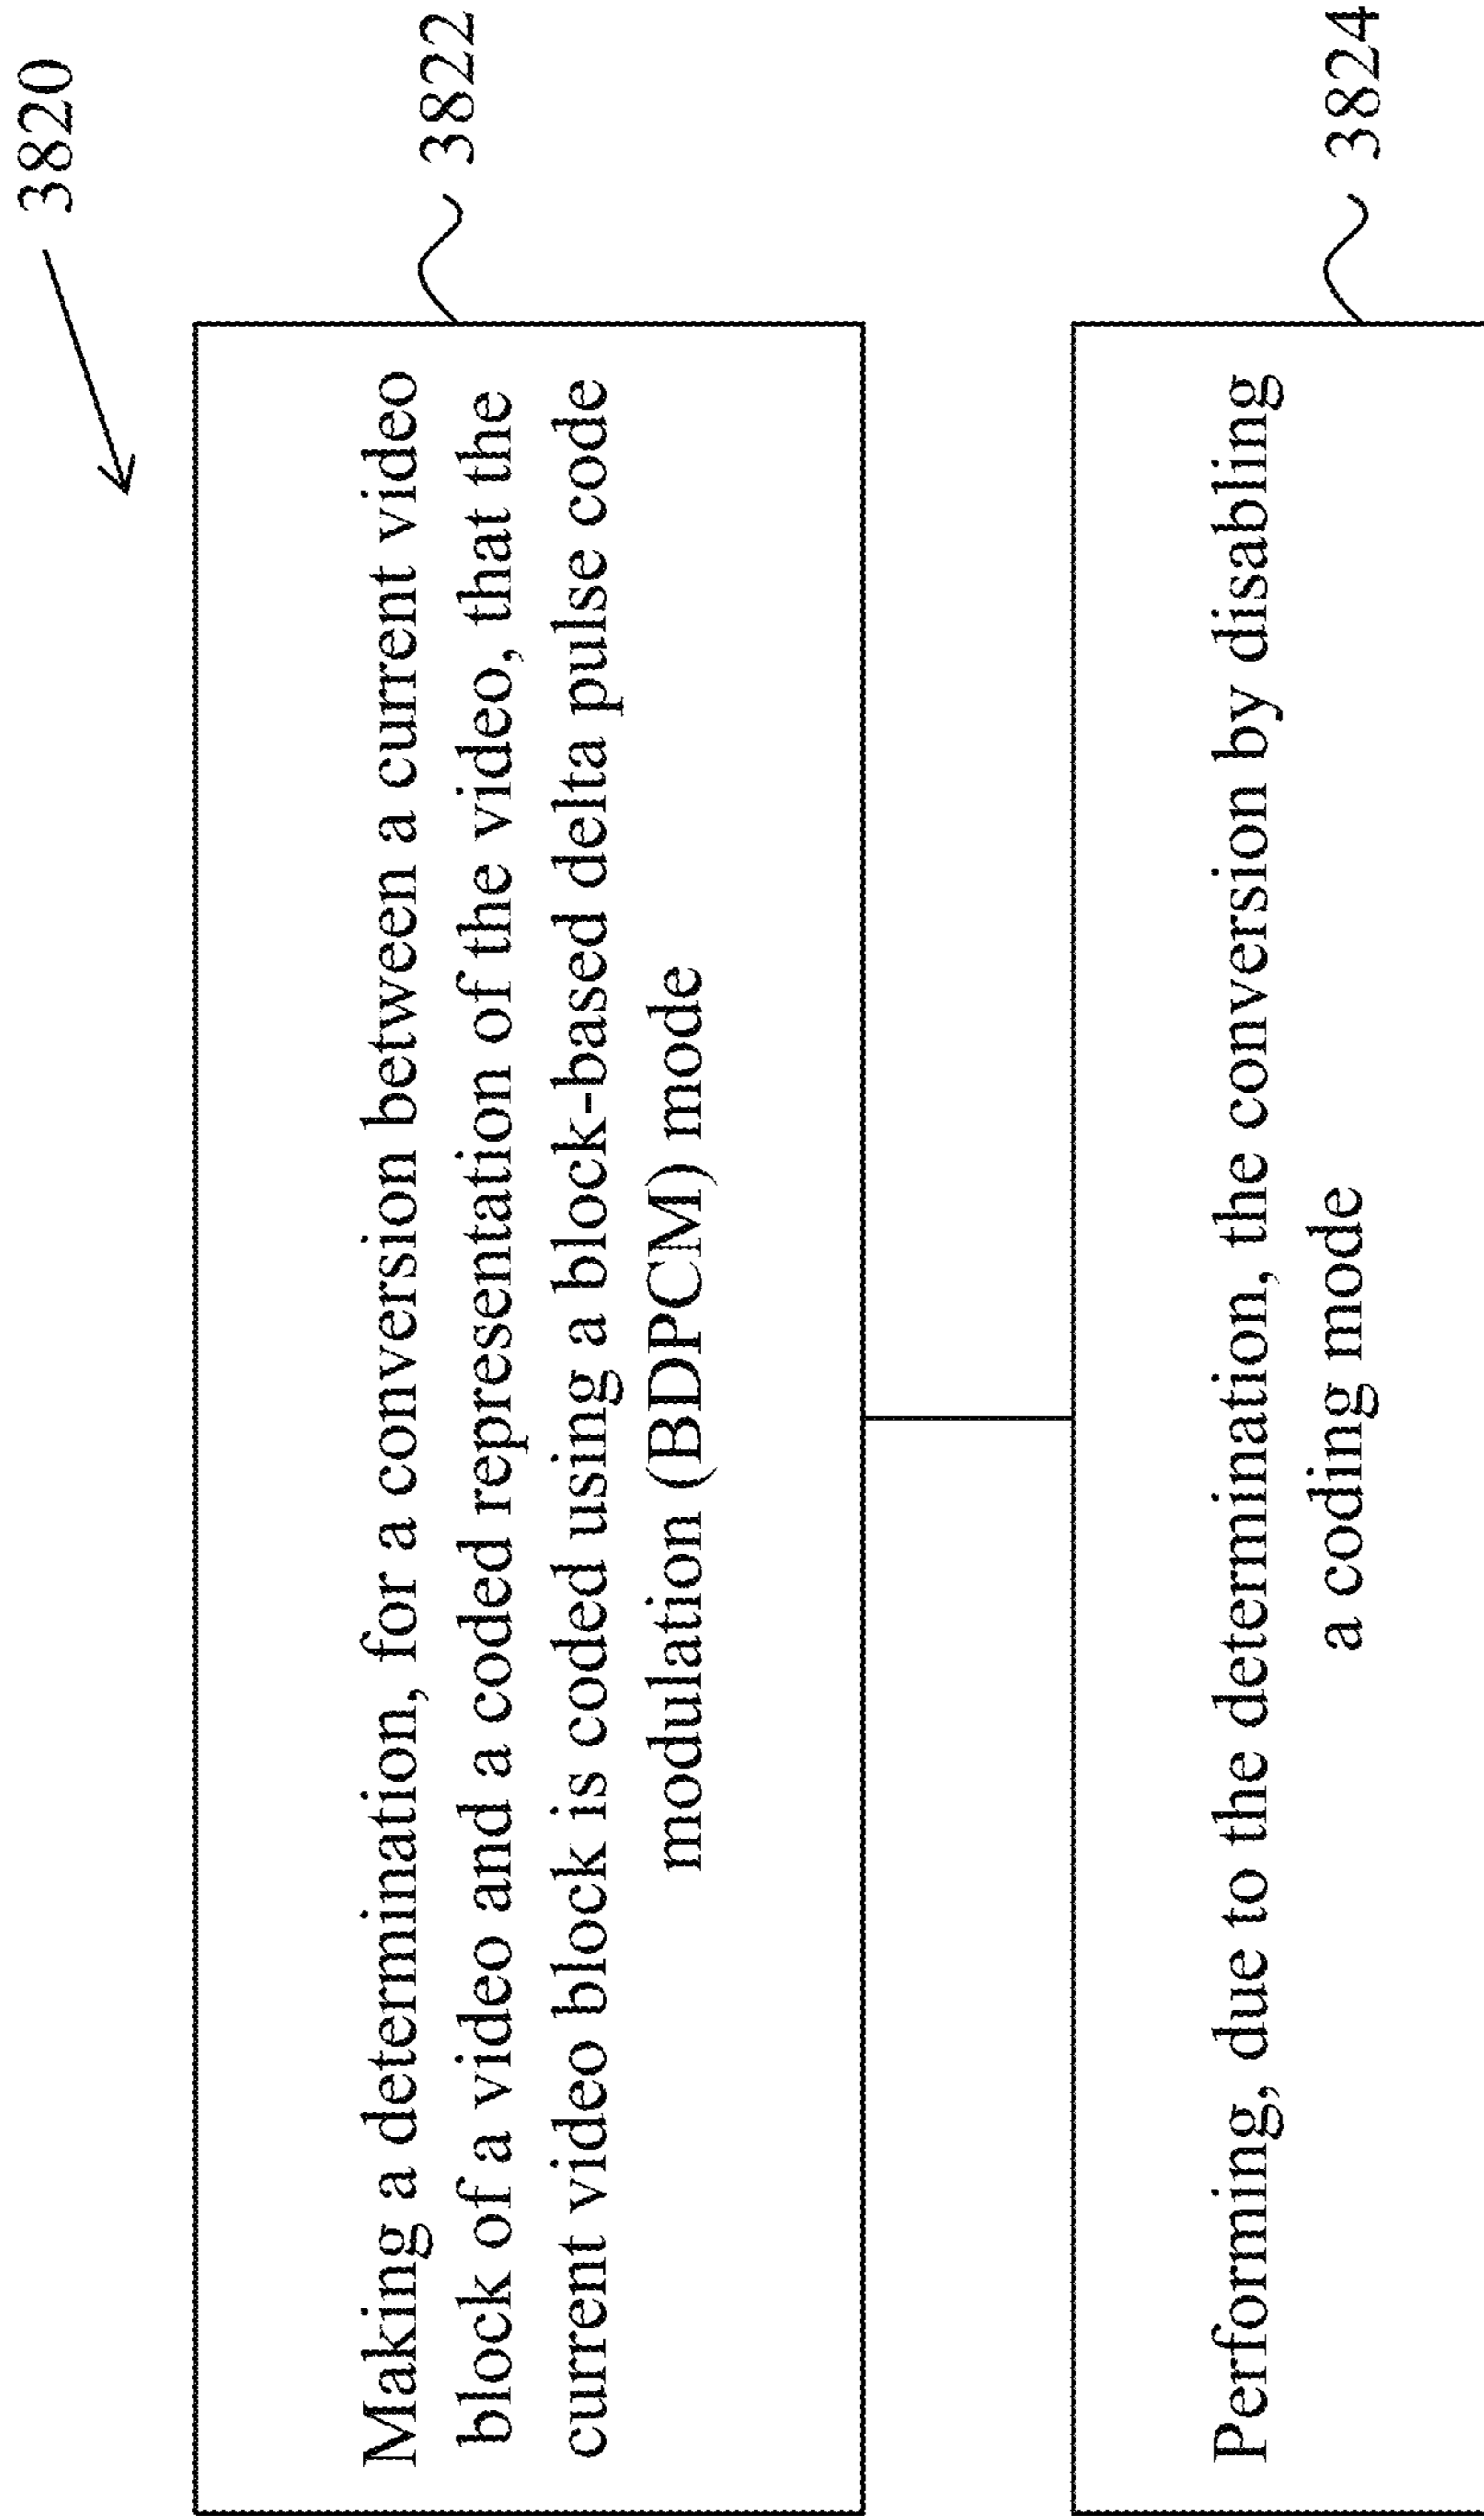 3820
Making a determination, for a conversion between a current video
block of a video and a coded representation of the video, that the
current video block is coded using a block-based delta pulse code
modulation (BDPCM) mode
3822
Performing, due to the determination, the conversion by disabling
a coding mode
3824